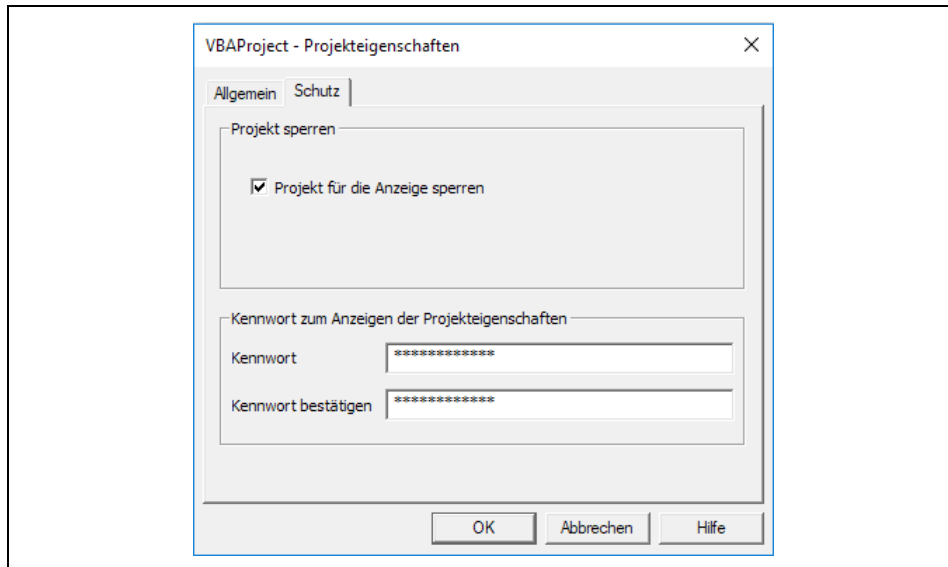 VBAProject - Projekteigenschaften
Allgemein Schutz
Projekt sperren
Projekt für die Anzeige sperren
Kennwort zum Anzeigen der Projekteigenschaften
Kennwort ************
Kennwort bestätigen ************
OK Abbrechen Hilfe